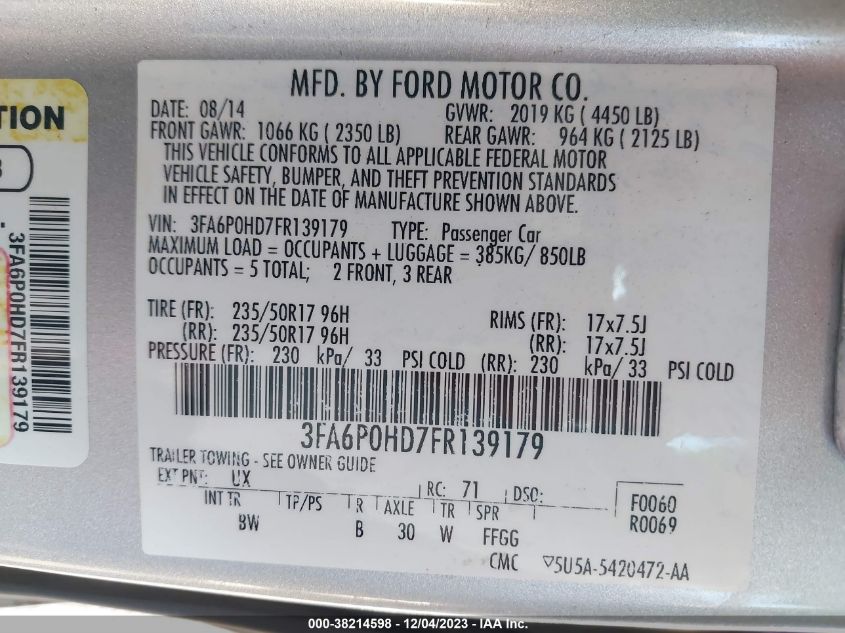 MFD. BY FORD MOTOR CO.
DATE: 08/14 GVWR: 2019 KG ( 4450 LB)
FRONT GAWR: 1066 KG ( 2350 LB) REAR GAWR: 964 KG ( 2125 LB)
THIS VEHICLE CONFORMS TO ALL APPLICABLE FEDERAL MOTOR
VEHICLE SAFETY, BUMPER, AND THEFT PREVENTION STANDARDS
IN EFFECT ON THE DATE OF MANUFACTURE SHOWN ABOVE.
VIN: 3FA6P0HD7FR139179 TYPE: Passenger Car
MAXIMUM LOAD = OCCUPANTS + LUGGAGE = 385KG/ 850LB
OCCUPANTS = 5 TOTAL; 2 FRONT, 3 REAR
TIRE (FR): 235/50R17 96H RIMS (FR): 17x7.5J
(RR): 235/50R17 96H (RR): 17x7.5J
PRESSURE (FR): 230 kPa/ 33 PSI COLD (RR): 230 kPa/ 33 PSI COLD
3FA6P0HD7FR139179
TRAILER TOWING - SEE OWNER GUIDE
EXT PNT: UX RC: 71 DSO: F0060
INT TR TP/PS R AXLE TR SPR R0069
BW B 30 W FFGG
CMC ▽5U5A-5420472-AA
TION
3
3FA6P0HD7FR139179
000-38214598 - 12/04/2023 - IAA Inc.